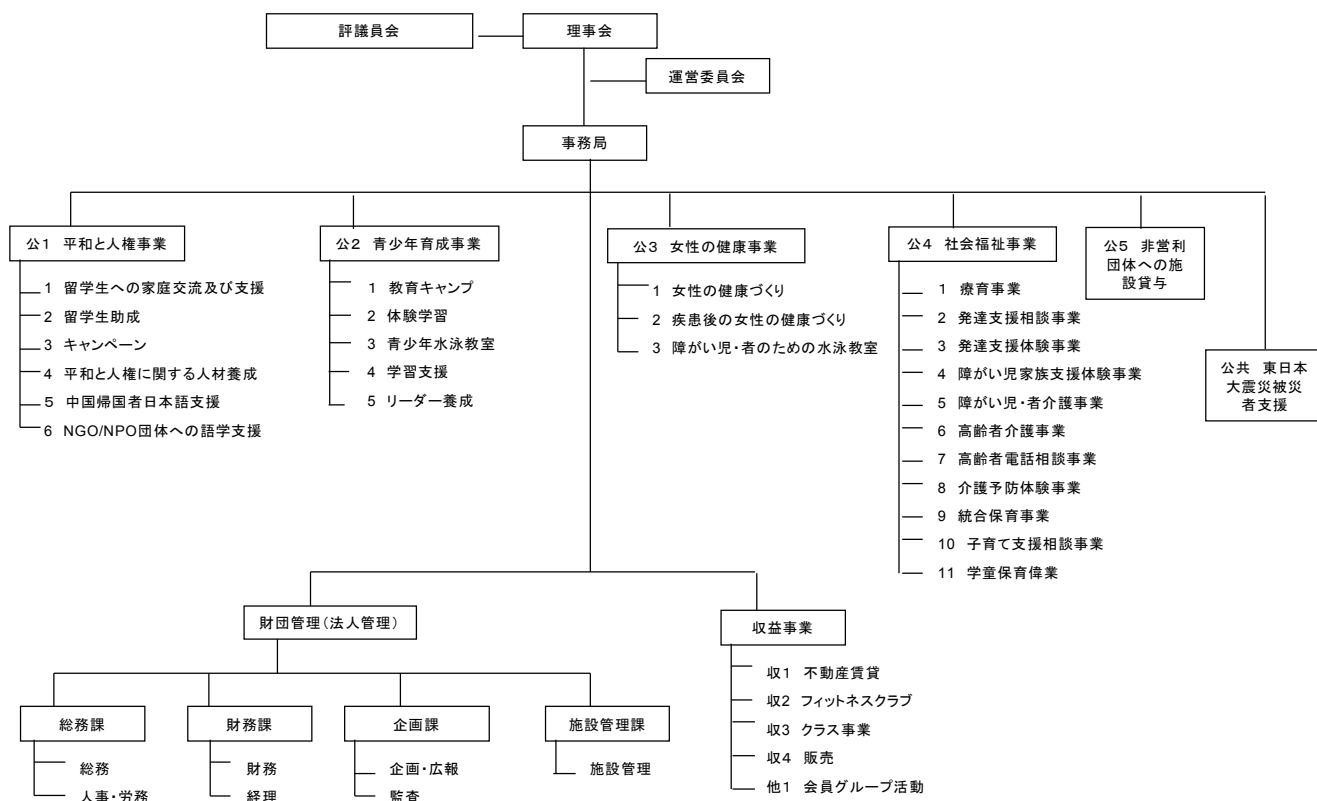 評議員会
理事会
運営委員会
事務局
公1 平和と人権事業
1 留学生への家庭交流及び支援
2 留学生助成
3 キャンペーン
4 平和と人権に関する人材養成
5 中国帰国者日本語支援
6 NGO/NPO団体への語学支援
公2 青少年育成事業
1 教育キャンプ
2 体験学習
3 青少年水泳教室
4 学習支援
5 リーダー養成
公3 女性の健康事業
1 女性の健康づくり
2 疾患後の女性の健康づくり
3 障がい児・者のための水泳教室
公4 社会福祉事業
1 療育事業
2 発達支援相談事業
3 発達支援体験事業
4 障がい児家族支援体験事業
5 障がい児・者介護事業
6 高齢者介護事業
7 高齢者電話相談事業
8 介護予防体験事業
9 統合保育事業
10 子育て支援相談事業
11 学童保育偉業
公5 非営利
団体への施
設貸与
公共 東日本
大震災被災
者支援
財団管理(法人管理)
総務課
総務
人事・労務
財務課
財務
経理
企画課
企画・広報
監査
施設管理課
施設管理
収益事業
収1 不動産賃貸
収2 フィットネスクラブ
収3 クラス事業
収4 販売
他1 会員グループ活動